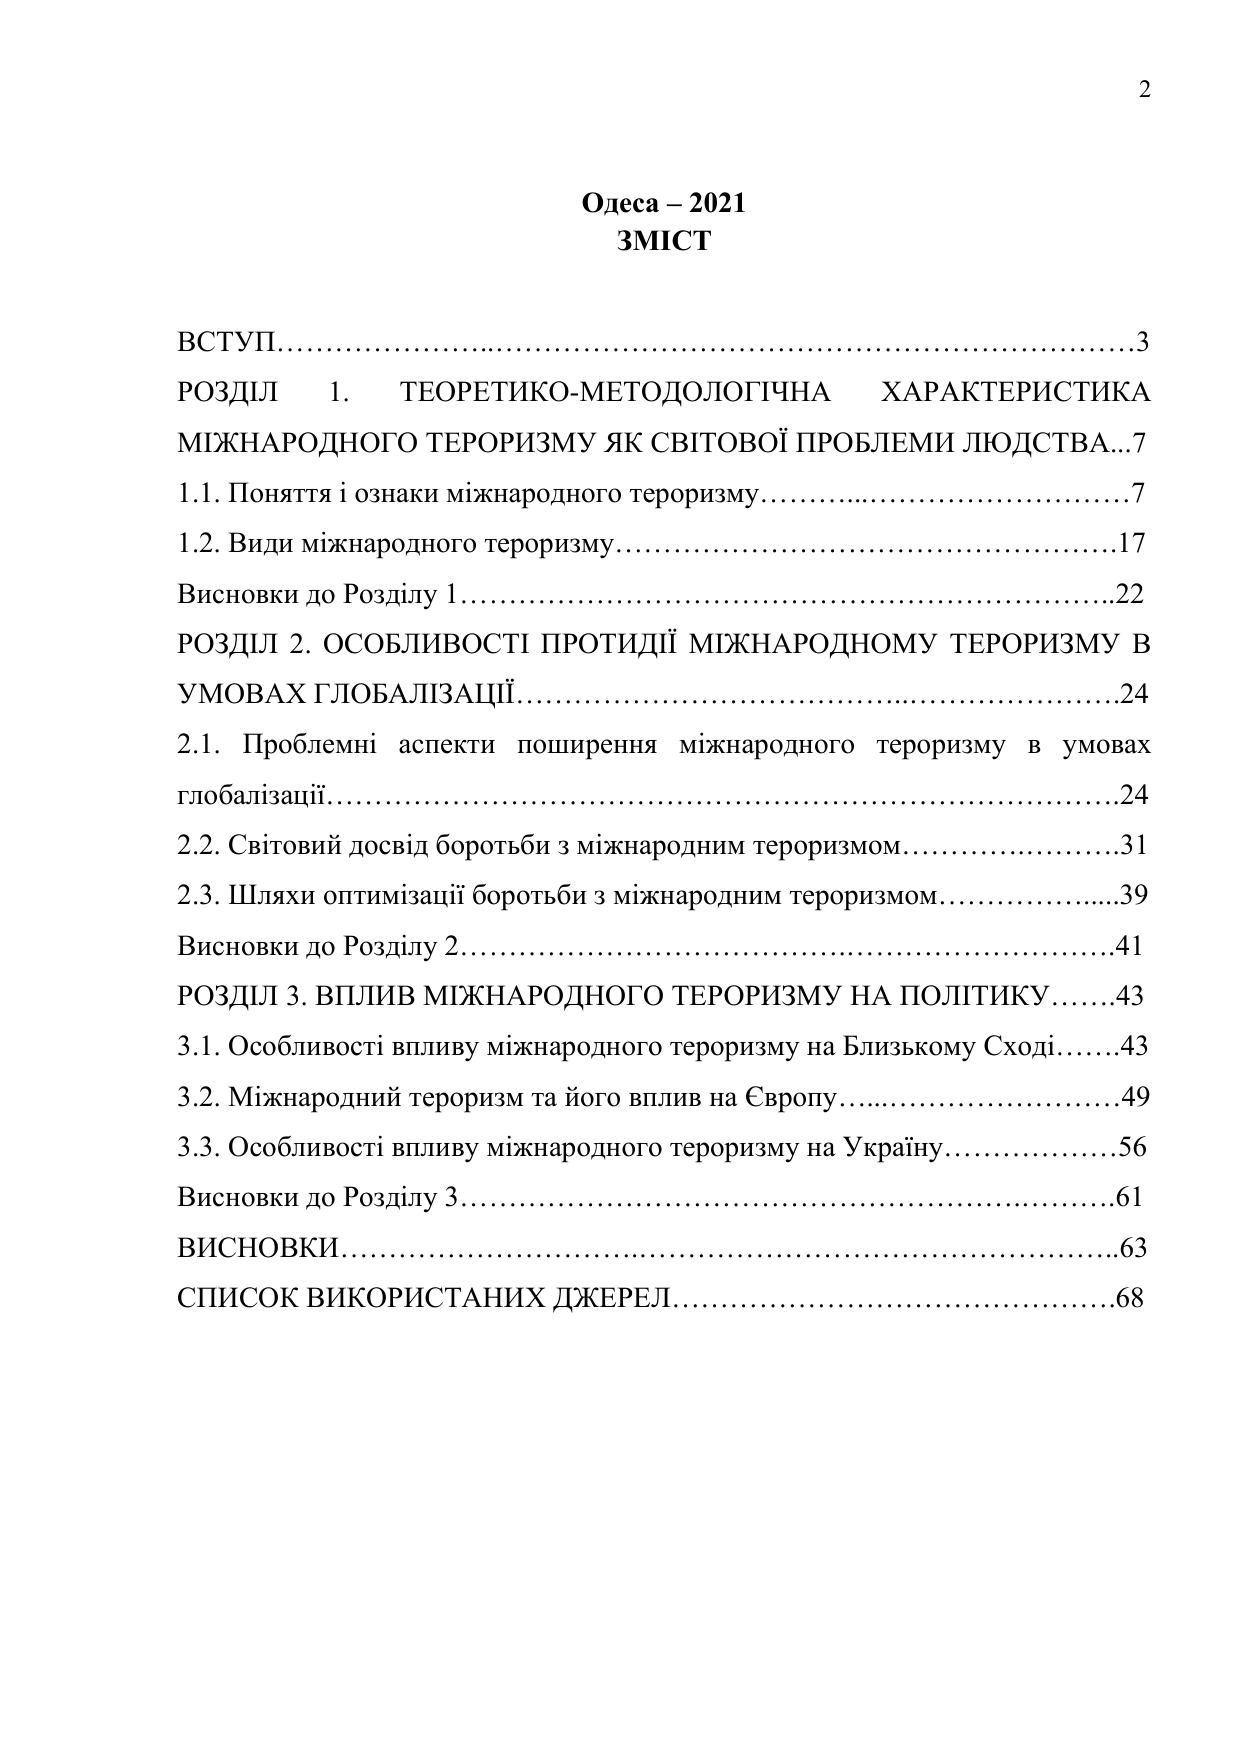 2
Одеса – 2021
ЗМІСТ
ВСТУП…………………..……………………………………………………………3
РОЗДІЛ 1. ТЕОРЕТИКО-МЕТОДОЛОГІЧНА ХАРАКТЕРИСТИКА
МІЖНАРОДНОГО ТЕРОРИЗМУ ЯК СВІТОВОЇ ПРОБЛЕМИ ЛЮДСТВА...7
1.1. Поняття і ознаки міжнародного тероризму………...………………………7
1.2. Види міжнародного тероризму…………………………………………….17
Висновки до Розділу 1…………………………………………………………..22
РОЗДІЛ 2. ОСОБЛИВОСТІ ПРОТИДІЇ МІЖНАРОДНОМУ ТЕРОРИЗМУ В
УМОВАХ ГЛОБАЛІЗАЦІЇ…………………………………..………………….24
2.1. Проблемні аспекти поширення міжнародного тероризму в умовах
глобалізації……………………………………………………………………….24
2.2. Світовий досвід боротьби з міжнародним тероризмом………….……….31
2.3. Шляхи оптимізації боротьби з міжнародним тероризмом…………….....39
Висновки до Розділу 2………………………………….……………………….41
РОЗДІЛ 3. ВПЛИВ МІЖНАРОДНОГО ТЕРОРИЗМУ НА ПОЛІТИКУ…….43
3.1. Особливості впливу міжнародного тероризму на Близькому Сході…….43
3.2. Міжнародний тероризм та його вплив на Європу…...……………………49
3.3. Особливості впливу міжнародного тероризму на Україну………………56
Висновки до Розділу 3………………………………………………….……….61
ВИСНОВКИ………………………….…………………………………………..63
СПИСОК ВИКОРИСТАНИХ ДЖЕРЕЛ……………………………………….68